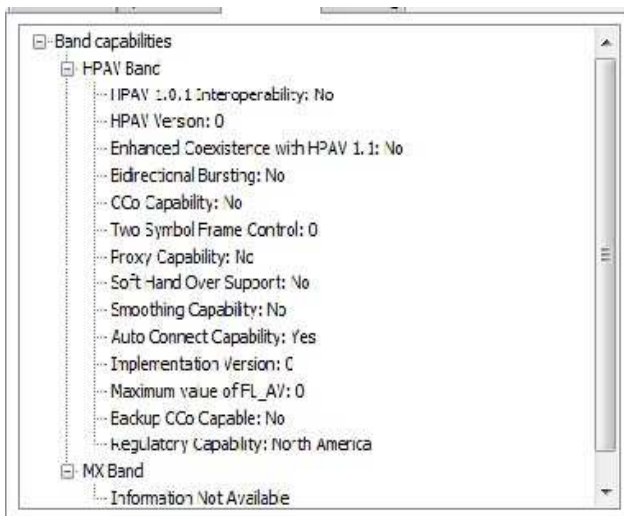 Band capabilities
HPAV Band
HPAV 1.0.1 Interoperability: No
HPAV Version: 0
Enhanced Coexistence with HPAV 1.1: No
Bidirectional Bursting: No
CCo Capability: No
Two Symbol Frame Control: 0
Proxy Capability: No
Soft Hand Over Support: No
Smoothing Capability: No
Auto Connect Capability: Yes
Implementation Version: 0
Maximum value of FL_AV: 0
Backup CCo Capable: No
Regulatory Capability: North America
MX Band
Information Not Available